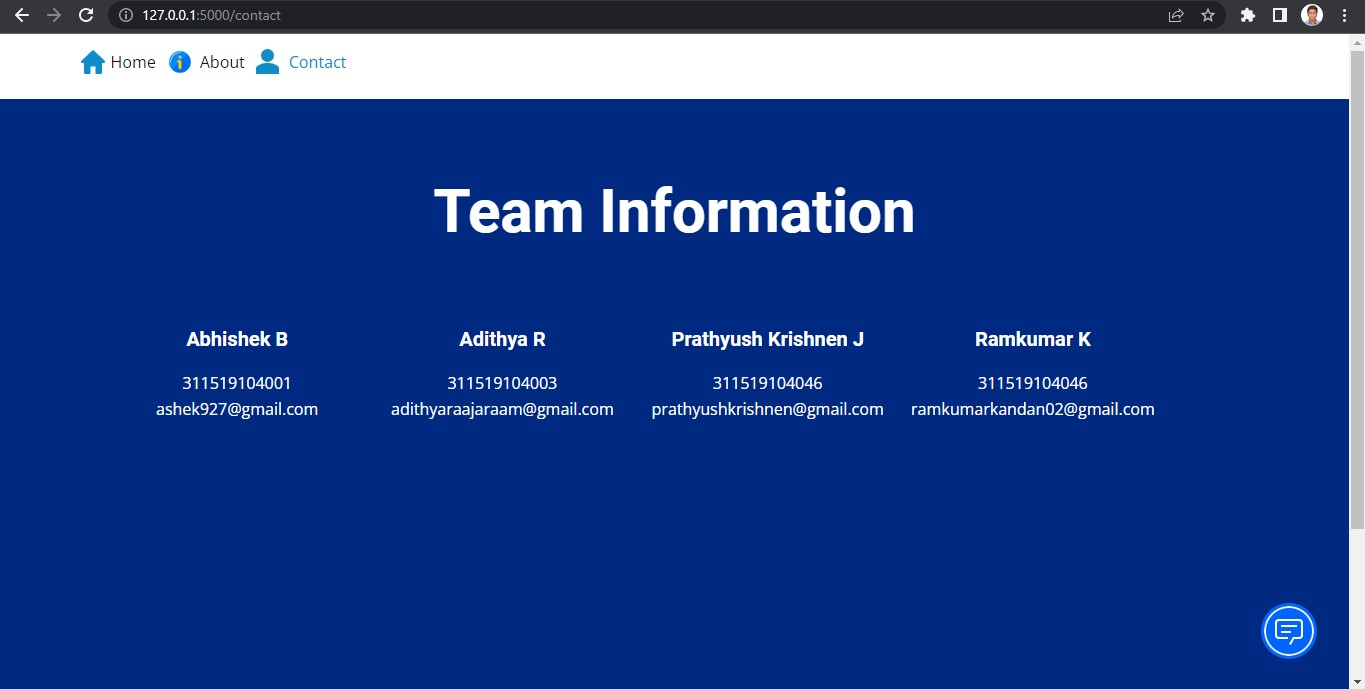 127.0.0.1:5000/contact
Home About Contact
Team Information
Abhishek B Adithya R Prathyush Krishnen J Ramkumar K
311519104001 311519104003 311519104046 311519104046
ashek927@gmail.com adithyaraajaraam@gmail.com prathyushkrishnen@gmail.com ramkumarkandan02@gmail.com